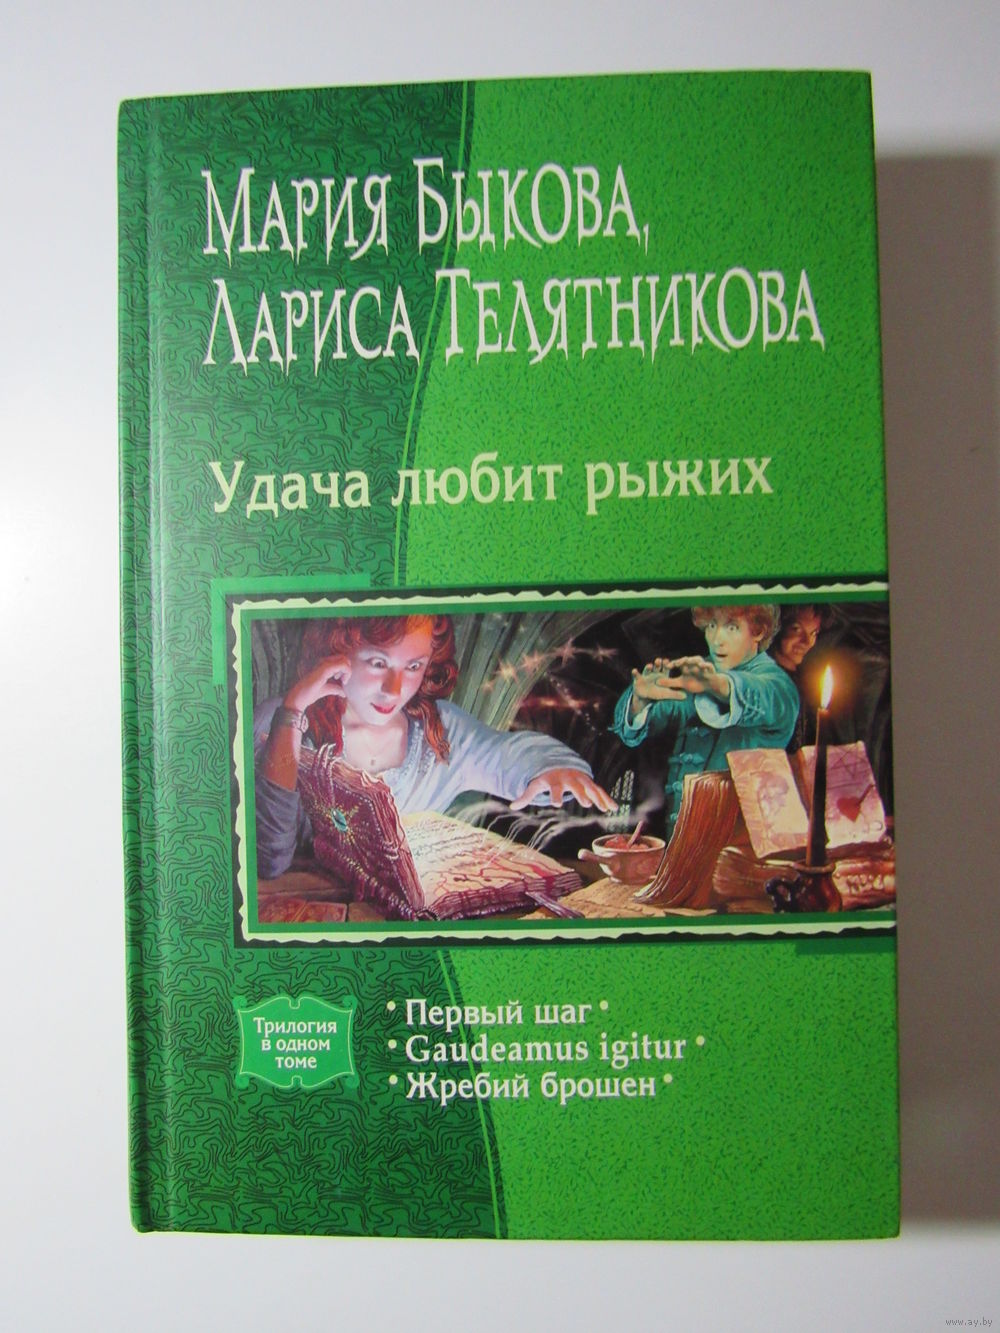 Мария Быкова,
Лариса Телятникова
Удача любит рыжих
Трилогия
в одном
томе
• Первый шаг •
• Gaudeamus igitur •
• Жребий брошен •
www.ay.by